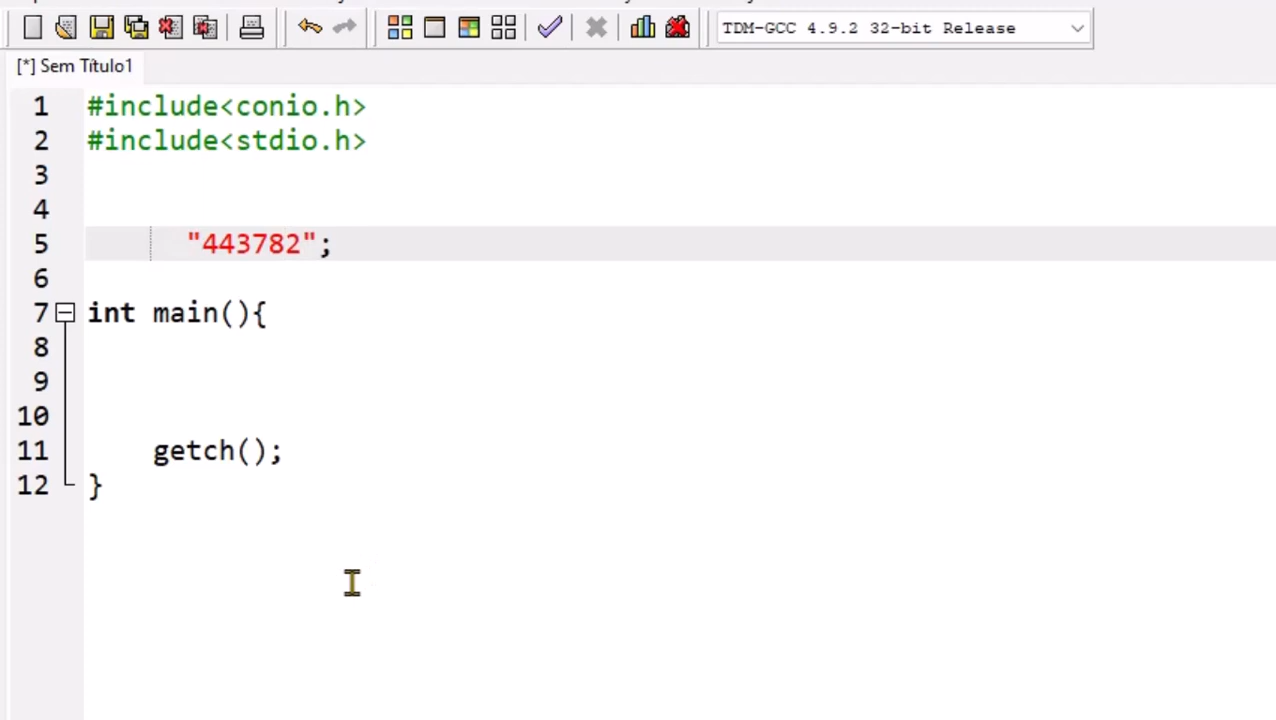 TDM-GCC 4.9.2 32-bit Release
[*] Sem Título1
1 #include<conio.h>
2 #include<stdio.h>
3
4
5 "443782";
6
7 int main(){
8
9
10
11 getch();
12 }